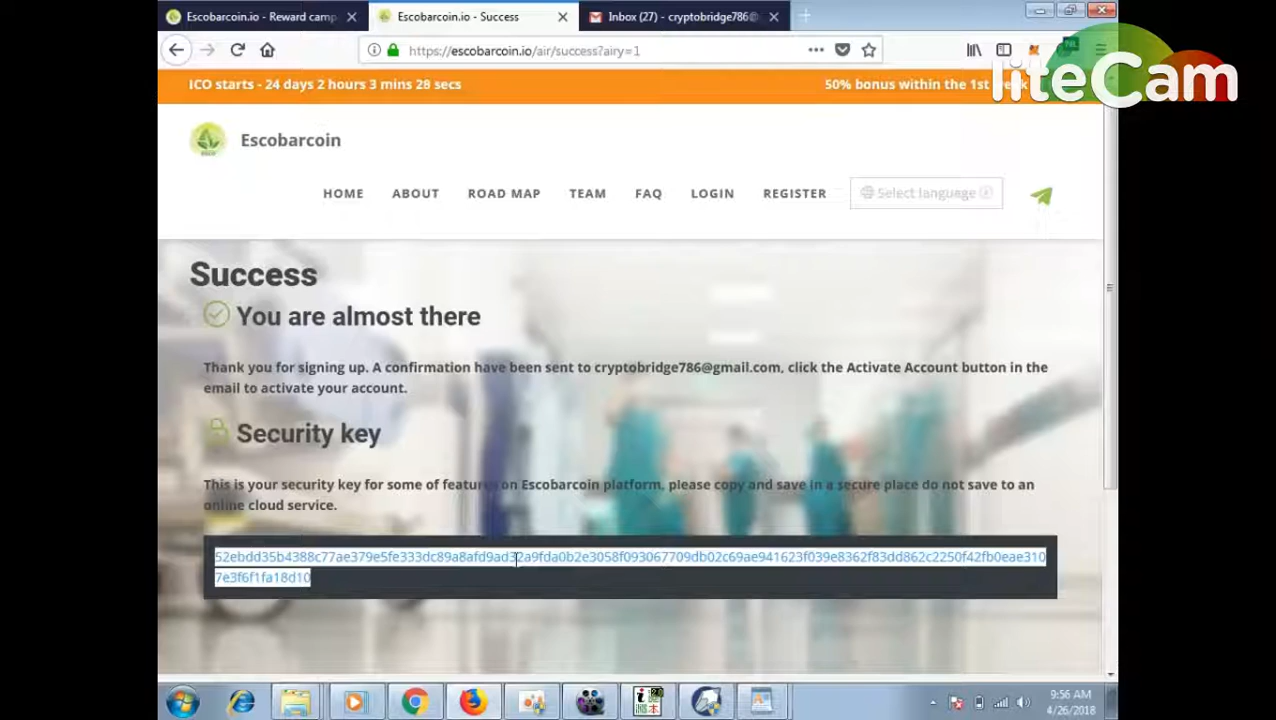 Escobarcoin.io - Reward camp
Escobarcoin.io - Success
Inbox (27) - cryptobridge786@
https://escobarcoin.io/air/success?airy=1
NL
ICO starts - 24 days 2 hours 3 mins 28 secs
50% bonus within the 1st
liteCam
Escobarcoin
HOME ABOUT ROAD MAP TEAM FAQ LOGIN REGISTER Select language
Success
You are almost there
Thank you for signing up. A confirmation have been sent to cryptobridge786@gmail.com, click the Activate Account button in the
email to activate your account.
Security key
This is your security key for some of features on Escobarcoin platform, please copy and save in a secure place do not save to an
online cloud service.
52ebdd35b4388c77ae379e5fe333dc89a8afd9ad32a9fda0b2e3058f093067709db02c69ae941623f039e8362f83dd862c2250f42fb0eae310
7e3f6f1fa18d10
9:56 AM
4/26/2018